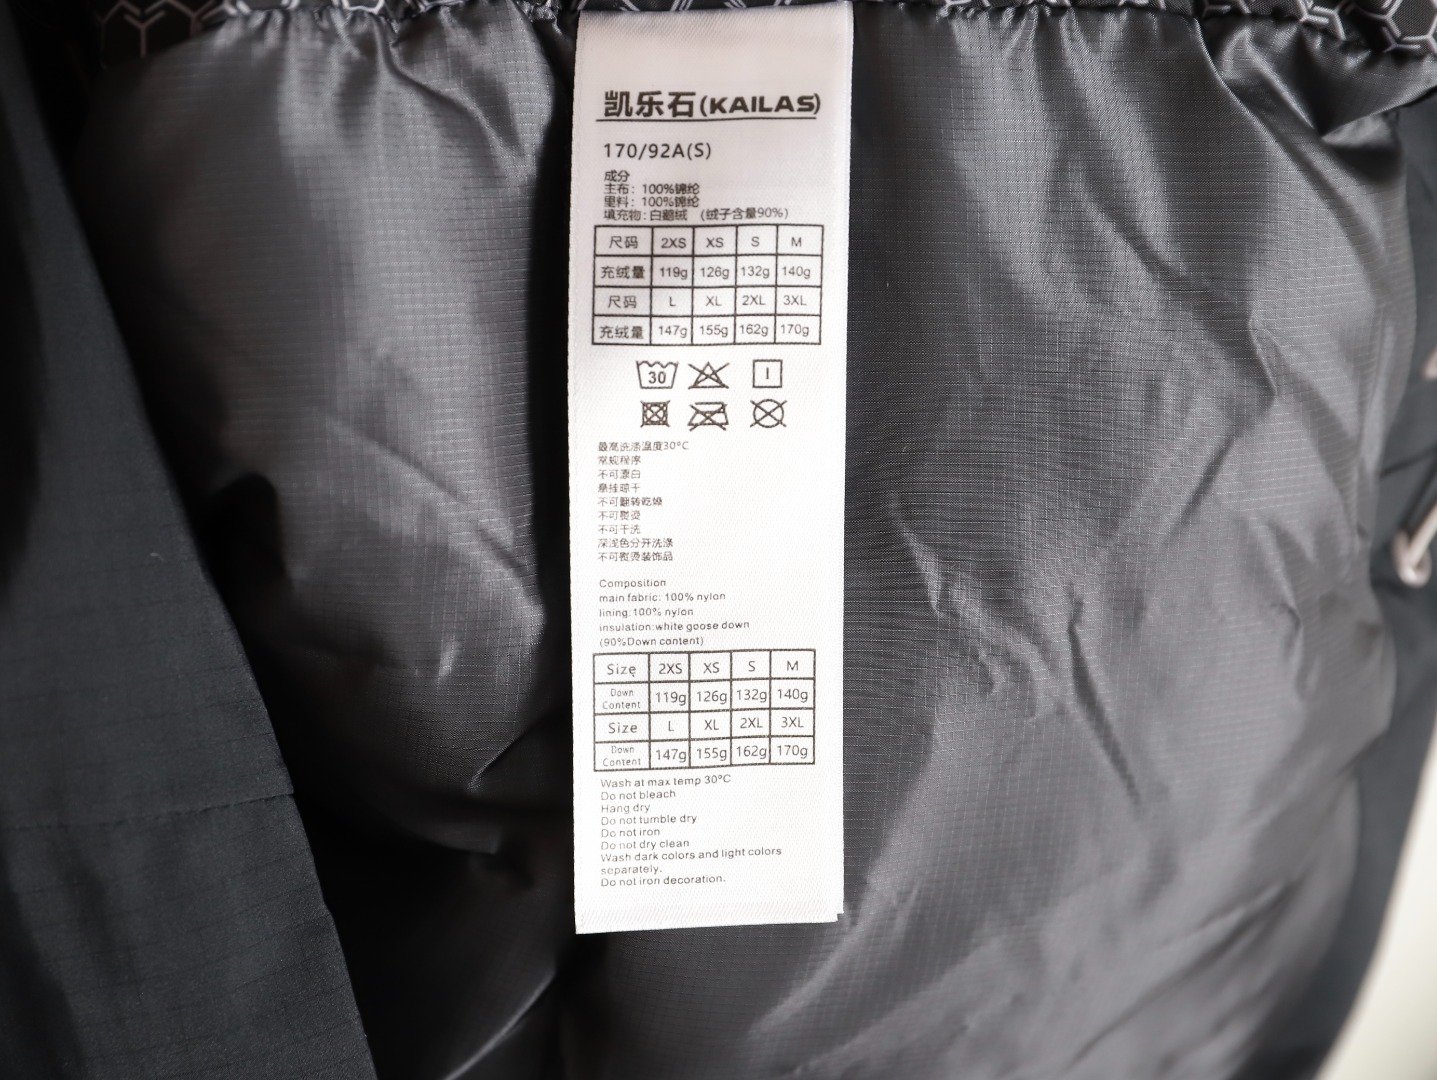 凯乐石(KAILAS)
170/92A(S)
成分
主布: 100%锦纶
里料: 100%锦纶
填充物: 白鹅绒 (绒子含量90%)
尺码 2XS XS S M
充绒量 119g 126g 132g 140g
尺码 L XL 2XL 3XL
充绒量 147g 155g 162g 170g
30
最高洗涤温度30°C
常规程序
不可漂白
悬挂晾干
不可翻转乾燥
不可熨烫
不可干洗
深浅色分开洗涤
不可熨烫装饰品
Composition
main fabric: 100% nylon
lining:100% nylon
insulation:white goose down
(90%Down content)
Size 2XS XS S M
Down Content 119g 126g 132g 140g
Size L XL 2XL 3XL
Down Content 147g 155g 162g 170g
Wash at max temp 30°C
Do not bleach
Hang dry
Do not tumble dry
Do not iron
Do not dry clean
Wash dark colors and light colors
separately.
Do not iron decoration.